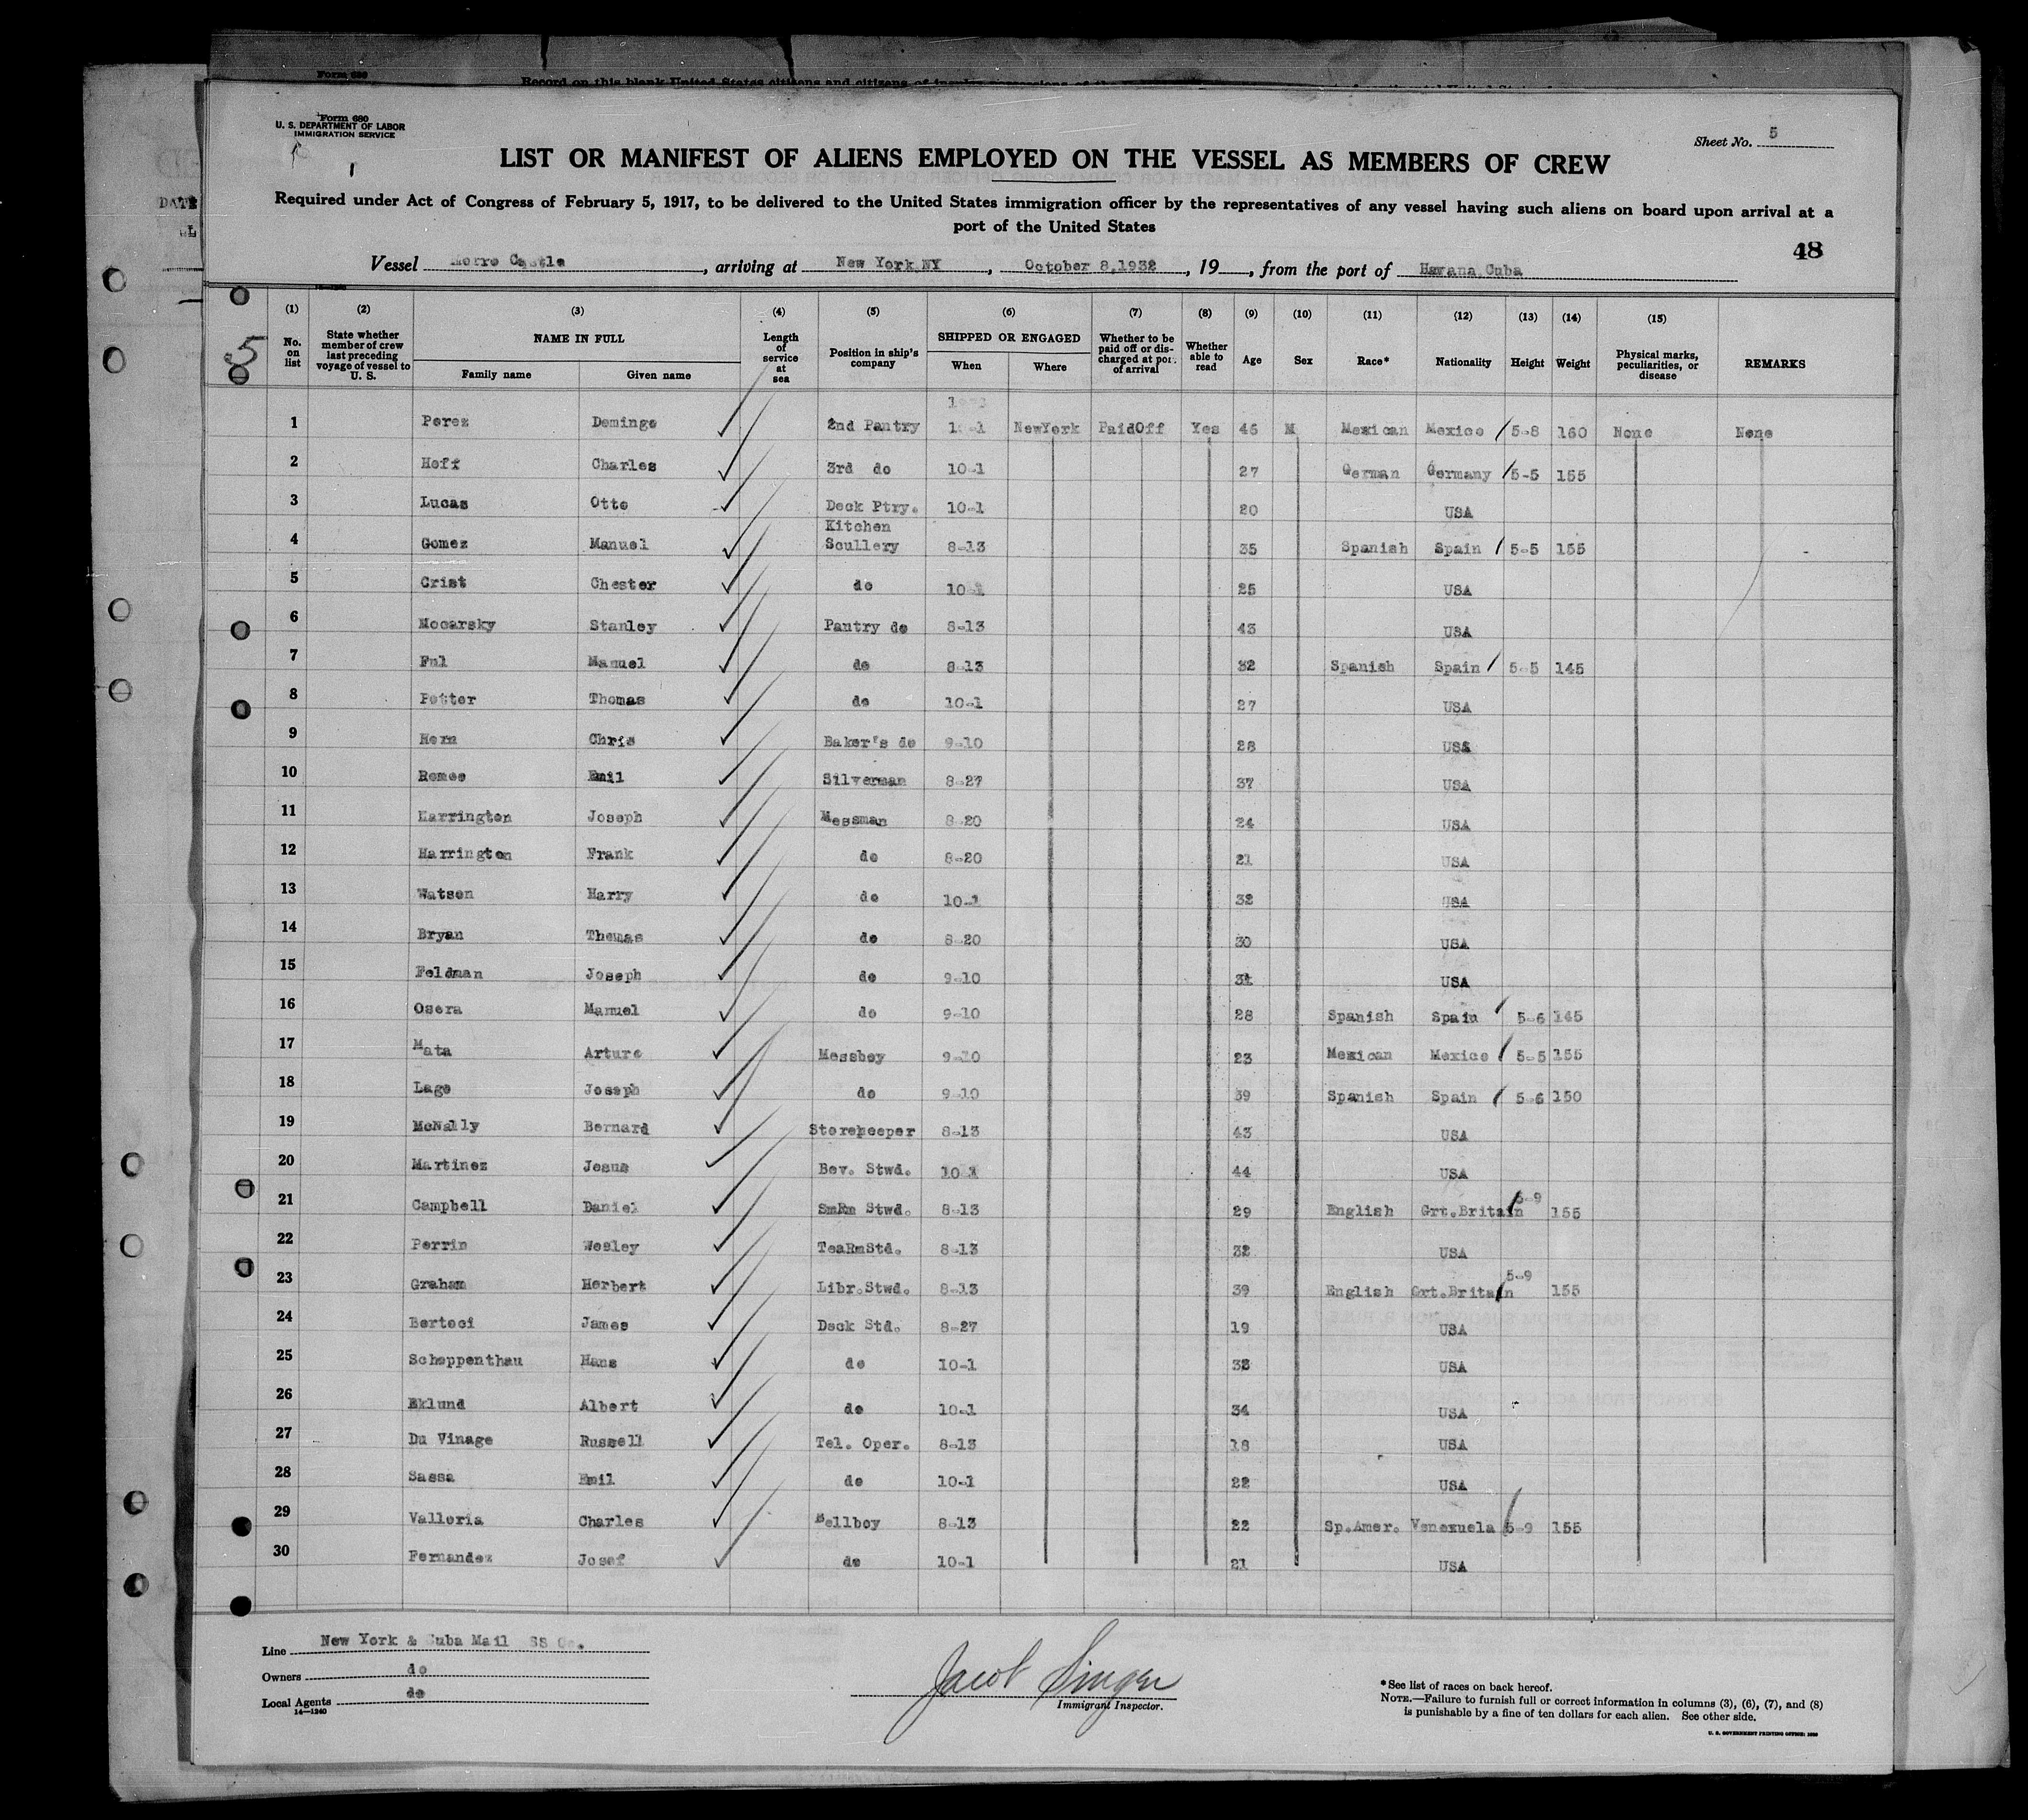 Form 680
Form 680
U. S. DEPARTMENT OF LABOR
IMMIGRATION SERVICE
Sheet No. 5
LIST OR MANIFEST OF ALIENS EMPLOYED ON THE VESSEL AS MEMBERS OF CREW
Required under Act of Congress of February 5, 1917, to be delivered to the United States immigration officer by the representatives of any vessel having such aliens on board upon arrival at a
port of the United States
48
Vessel Morro Castle, arriving at New York,NY, October 8,1932, 19, from the port of Havana,Cuba
5
(1) (2) (3) (4) (5) (6) (7) (8) (9) (10) (11) (12) (13) (14) (15)
No. on list State whether member of crew last preceding voyage of vessel to U. S. NAME IN FULL Family name Given name Length of service at sea Position in ship's company SHIPPED OR ENGAGED When Where Whether to be paid off or discharged at port of arrival Whether able to read Age Sex Race* Nationality Height Weight Physical marks, peculiarities, or disease REMARKS
1 Perez Domingo 2nd Pantry 10-1 NewYork PaidOff Yes 45 M Mexican Mexico 5-8 160 None None
2 Hoff Charles 3rd do 10-1 27 German Germany 5-5 155
3 Lucas Otto Deck Ptry. 10-1 20 USA
4 Gomez Manuel Kitchen Scullery 8-13 35 Spanish Spain 5-5 155
5 Crist Chester do 10-1 25 USA
6 Mocarsky Stanley Pantry do 8-13 43 USA
7 Ful Manuel do 8-13 32 Spanish Spain 5-5 145
8 Potter Thomas do 10-1 27 USA
9 Horn Chris Baker's do 9-10 28 USA
10 Romeo Emil Silverman 8-27 37 USA
11 Harrington Joseph Messman 8-20 24 USA
12 Harrington Frank do 8-20 21 USA
13 Watson Harry do 10-1 32 USA
14 Bryan Thomas do 8-20 30 USA
15 Feldman Joseph do 9-10 31 USA
16 Osora Manuel do 9-10 28 Spanish Spain 5-6 145
17 Mata Arturo Messboy 9-10 23 Mexican Mexico 5-5 155
18 Lago Joseph do 9-10 39 Spanish Spain 5-6 150
19 McNally Bernard Storekeeper 8-13 43 USA
20 Martinez Jesus Bev. Stwd. 10-1 44 USA
21 Campbell Daniel SmRm Stwd. 8-13 29 English Grt.Britain 5-9 155
22 Perrin Wesley TeaRmStd. 8-13 32 USA
23 Graham Herbert Libr.Stwd. 8-13 39 English Grt.Britain 5-9 155
24 Bertoci James Deck Std. 8-27 19 USA
25 Schoppenthau Hans do 10-1 32 USA
26 Eklund Albert do 10-1 34 USA
27 Du Vinage Russell Tel. Oper. 8-13 18 USA
28 Sassa Emil do 10-1 22 USA
29 Valloria Charles Bellboy 8-13 22 Sp.Amer. Venezuela 5-9 155
30 Fernandez Josef do 10-1 21 USA
Line New York & Cuba Mail SS Co.
Owners do
Local Agents do
14—1240
Jacob Singer
Immigrant Inspector.
*See list of races on back hereof.
NOTE.—Failure to furnish full or correct information in columns (3), (6), (7), and (8)
is punishable by a fine of ten dollars for each alien. See other side.